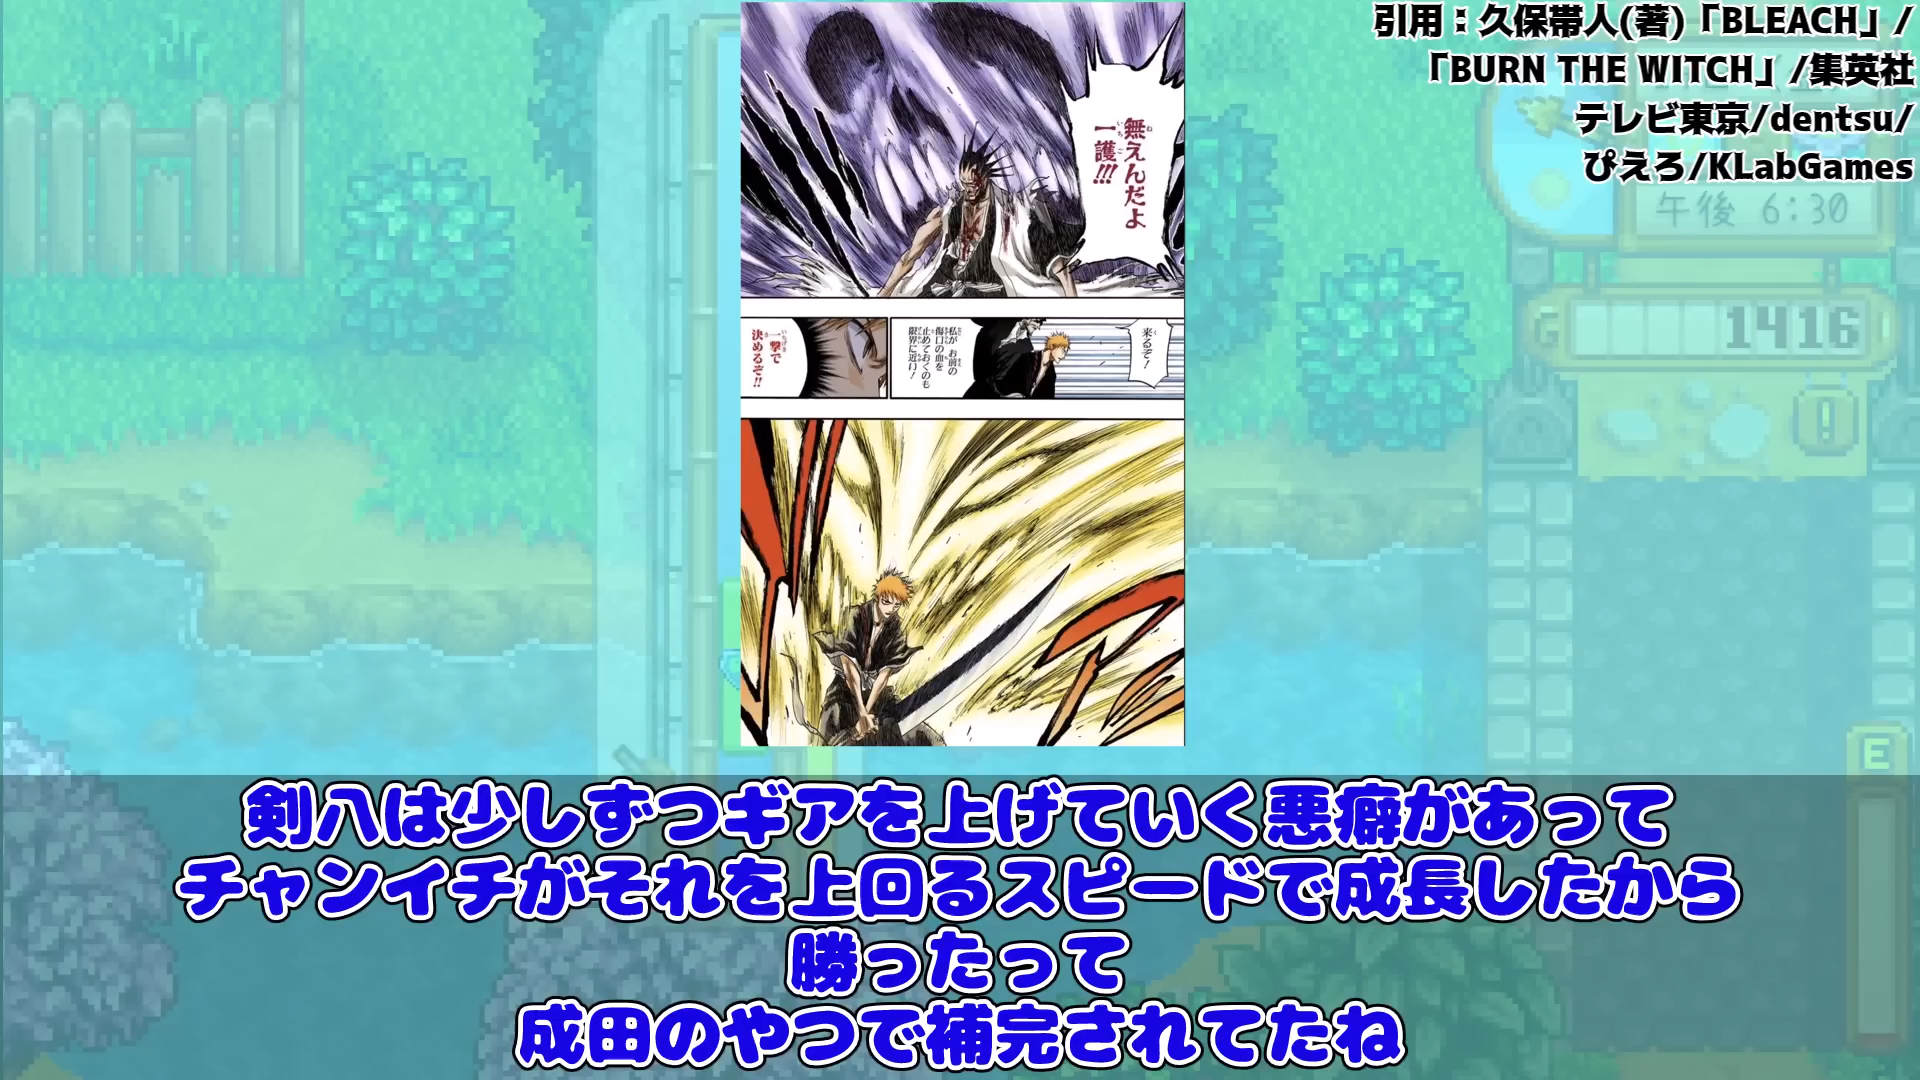 引用：久保帯人(著)「BLEACH」/
「BURN THE WITCH」/集英社
テレビ東京/dentsu/
ぴえろ/KLabGames
午後 6:30
G 1416
無えんだよ
一護!!!
来るぞ!
私が お前の
傷口の血を
止めておくのも
限界に近い!
一撃で
決めるぞ!!
E
剣八は少しずつギアを上げていく悪癖があって
チャンイチがそれを上回るスピードで成長したから
勝ったって
成田のやつで補完されてたね